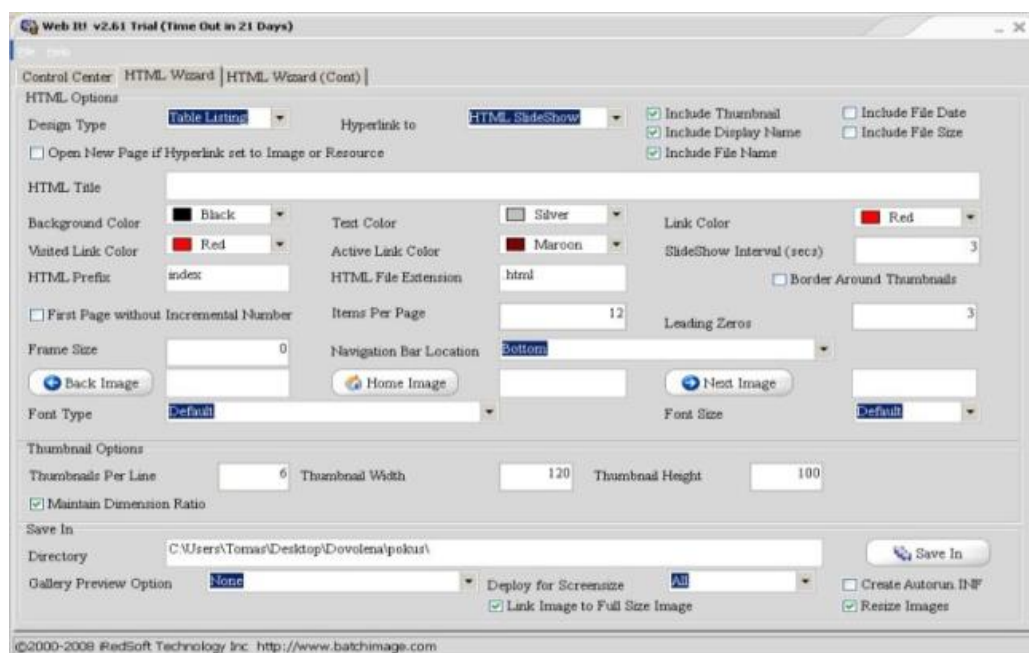 Web It! v2.61 Trial (Time Out in 21 Days)
Control Center HTML Wizard HTML Wizard (Cont)
HTML Options
Design Type Table Listing Hyperlink to HTML SlideShow Include Thumbnail Include File Date
Include Display Name Include File Size
Open New Page if Hyperlink set to Image or Resource Include File Name
HTML Title
Background Color Black Text Color Silver Link Color Red
Visited Link Color Red Active Link Color Maroon SlideShow Interval (secs) 3
HTML Prefix index HTML File Extension .html Border Around Thumbnails
First Page without Incremental Number Items Per Page 12 Leading Zeros 3
Frame Size 0 Navigation Bar Location Bottom
Back Image Home Image Next Image
Font Type Default Font Size Default
Thumbnail Options
Thumbnails Per Line 6 Thumbnail Width 120 Thumbnail Height 100
Maintain Dimension Ratio
Save In
Directory C:\Users\Tomas\Desktop\Dovolena\pokus\ Save In
Gallery Preview Option None Deploy for Screensize All Create Autorun INF
Link Image to Full Size Image Resize Images
©2000-2008 iRedSoft Technology Inc http://www.batchimage.com